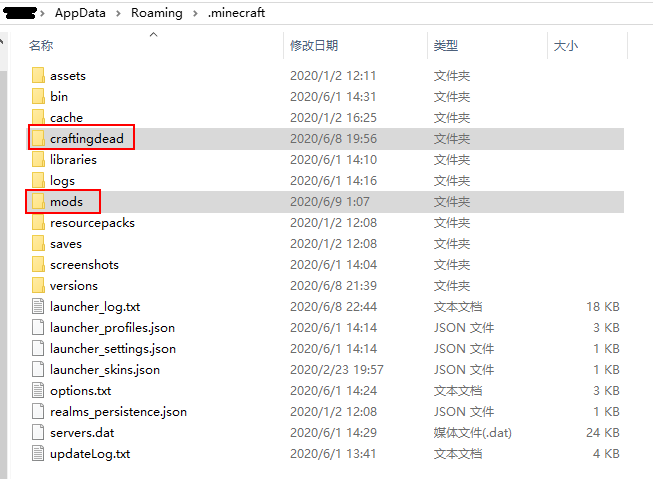 AppData > Roaming > .minecraft
名称 修改日期 类型 大小
assets 2020/1/2 12:11 文件夹
bin 2020/6/1 14:31 文件夹
cache 2020/1/2 16:25 文件夹
craftingdead 2020/6/8 19:56 文件夹
libraries 2020/6/1 14:10 文件夹
logs 2020/6/1 14:16 文件夹
mods 2020/6/9 1:07 文件夹
resourcepacks 2020/1/2 12:08 文件夹
saves 2020/1/2 12:08 文件夹
screenshots 2020/6/1 14:04 文件夹
versions 2020/6/8 21:39 文件夹
launcher_log.txt 2020/6/8 22:44 文本文档 18 KB
launcher_profiles.json 2020/6/1 14:14 JSON 文件 3 KB
launcher_settings.json 2020/6/1 14:14 JSON 文件 1 KB
launcher_skins.json 2020/2/23 19:57 JSON 文件 1 KB
options.txt 2020/6/1 14:24 文本文档 3 KB
realms_persistence.json 2020/1/2 12:08 JSON 文件 1 KB
servers.dat 2020/6/1 14:29 媒体文件(.dat) 24 KB
updateLog.txt 2020/6/1 13:41 文本文档 4 KB